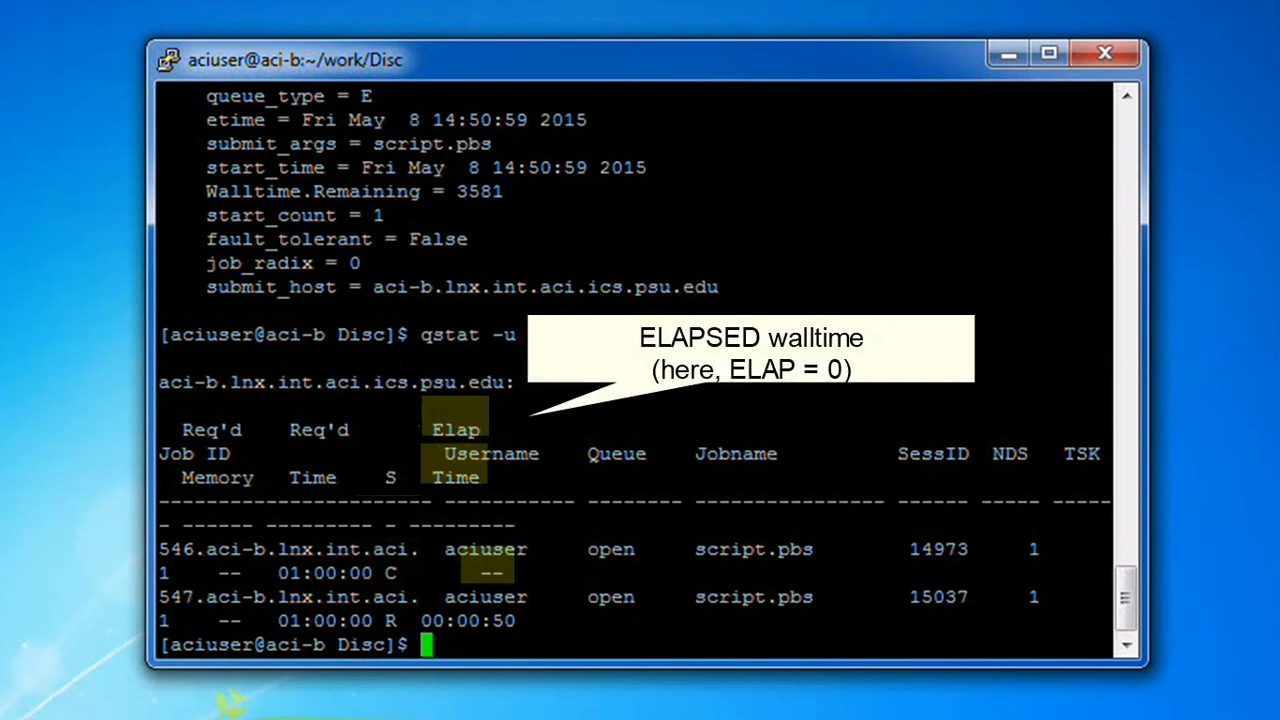 aciuser@aci-b:~/work/Disc
queue_type = E
etime = Fri May  8 14:50:59 2015
submit_args = script.pbs
start_time = Fri May  8 14:50:59 2015
Walltime.Remaining = 3581
start_count = 1
fault_tolerant = False
job_radix = 0
submit_host = aci-b.lnx.int.aci.ics.psu.edu
[aciuser@aci-b Disc]$ qstat -u
ELAPSED walltime
(here, ELAP = 0)
aci-b.lnx.int.aci.ics.psu.edu:
Req'd Req'd Elap
Job ID Username Queue Jobname SessID NDS TSK
Memory Time S Time
----------------------- ----------- -------- ---------------- ------ ----- -----
- ------ --------- - ---------
546.aci-b.lnx.int.aci. aciuser open script.pbs 14973 1
1 -- 01:00:00 C --
547.aci-b.lnx.int.aci. aciuser open script.pbs 15037 1
1 -- 01:00:00 R 00:00:50
[aciuser@aci-b Disc]$